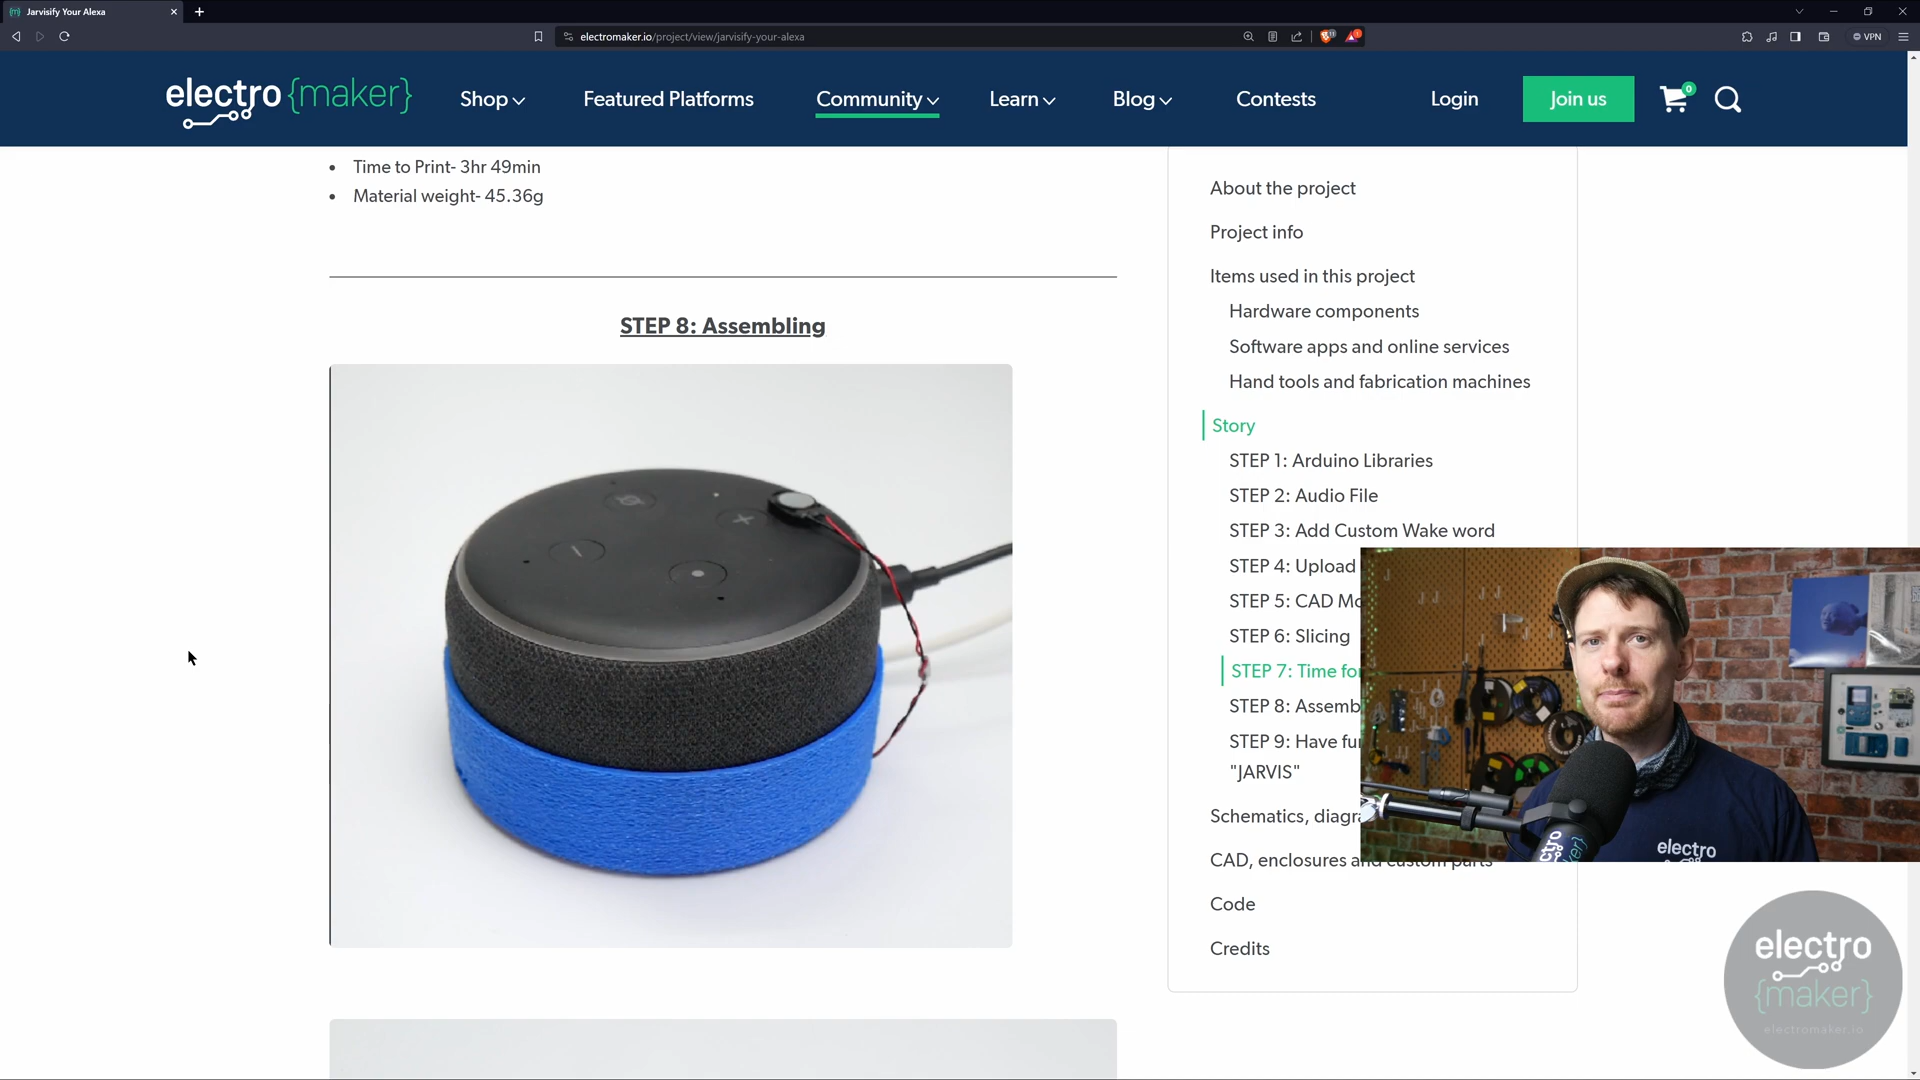 Jarvisify Your Alexa
electromaker.io/project/view/jarvisify-your-alexa
VPN
electro {maker}
Shop
Featured Platforms
Community
Learn
Blog
Contests
Login
Join us
0
Time to Print- 3hr 49min
Material weight- 45.36g
STEP 8: Assembling
About the project
Project info
Items used in this project
Hardware components
Software apps and online services
Hand tools and fabrication machines
Story
STEP 1: Arduino Libraries
STEP 2: Audio File
STEP 3: Add Custom Wake word
STEP 4: Upload
STEP 5: CAD Mo
STEP 6: Slicing
STEP 7: Time for
STEP 8: Assemb
STEP 9: Have fun
"JARVIS"
Schematics, diagra
CAD, enclosures and custom parts
Code
Credits
electro
electro
{maker}
electromaker.io